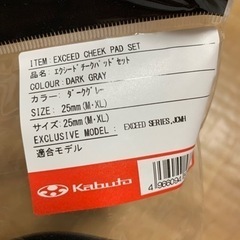 ITEM: EXCEED CHEEK PAD SET
品名: エクシードチークパッドセット
COLOUR: DARK GRAY
カラー: ダークグレー
SIZE: 25mm(M・XL)
サイズ: 25mm(M・XL)
EXCLUSIVE MODEL: EXCEED SERIES,
適合モデル
Kabuto
4 966094